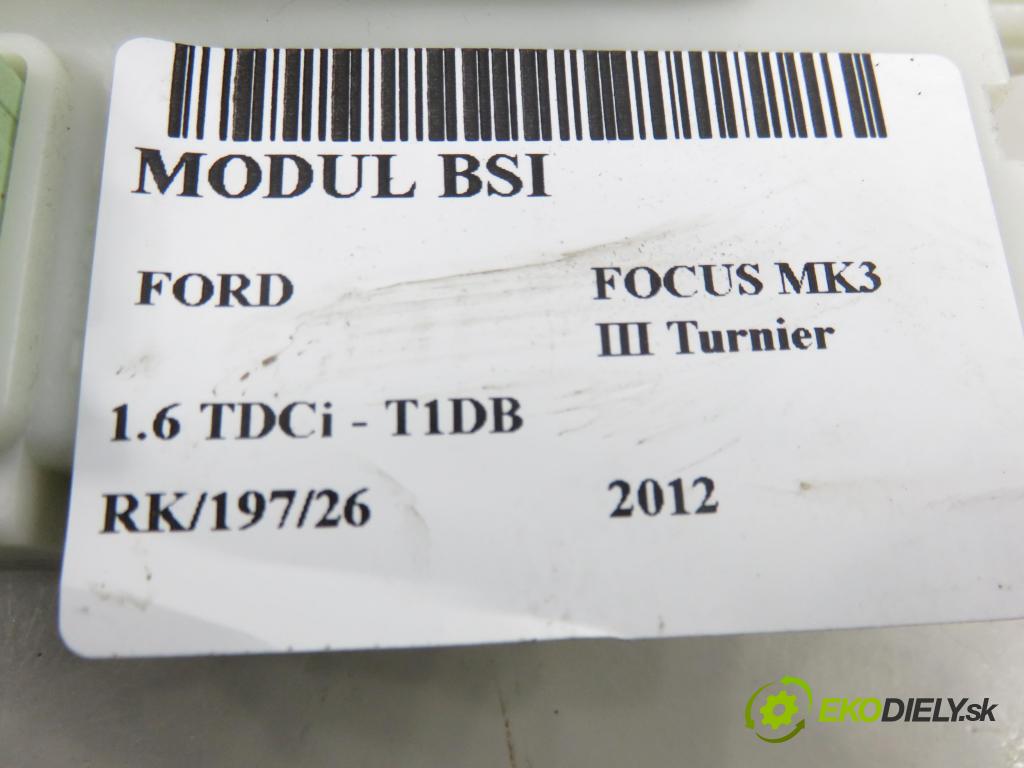 MODUL BSI
FORD
FOCUS MK3
III Turnier
1.6 TDCi - T1DB
RK/197/26
2012
EKODIELY.sk